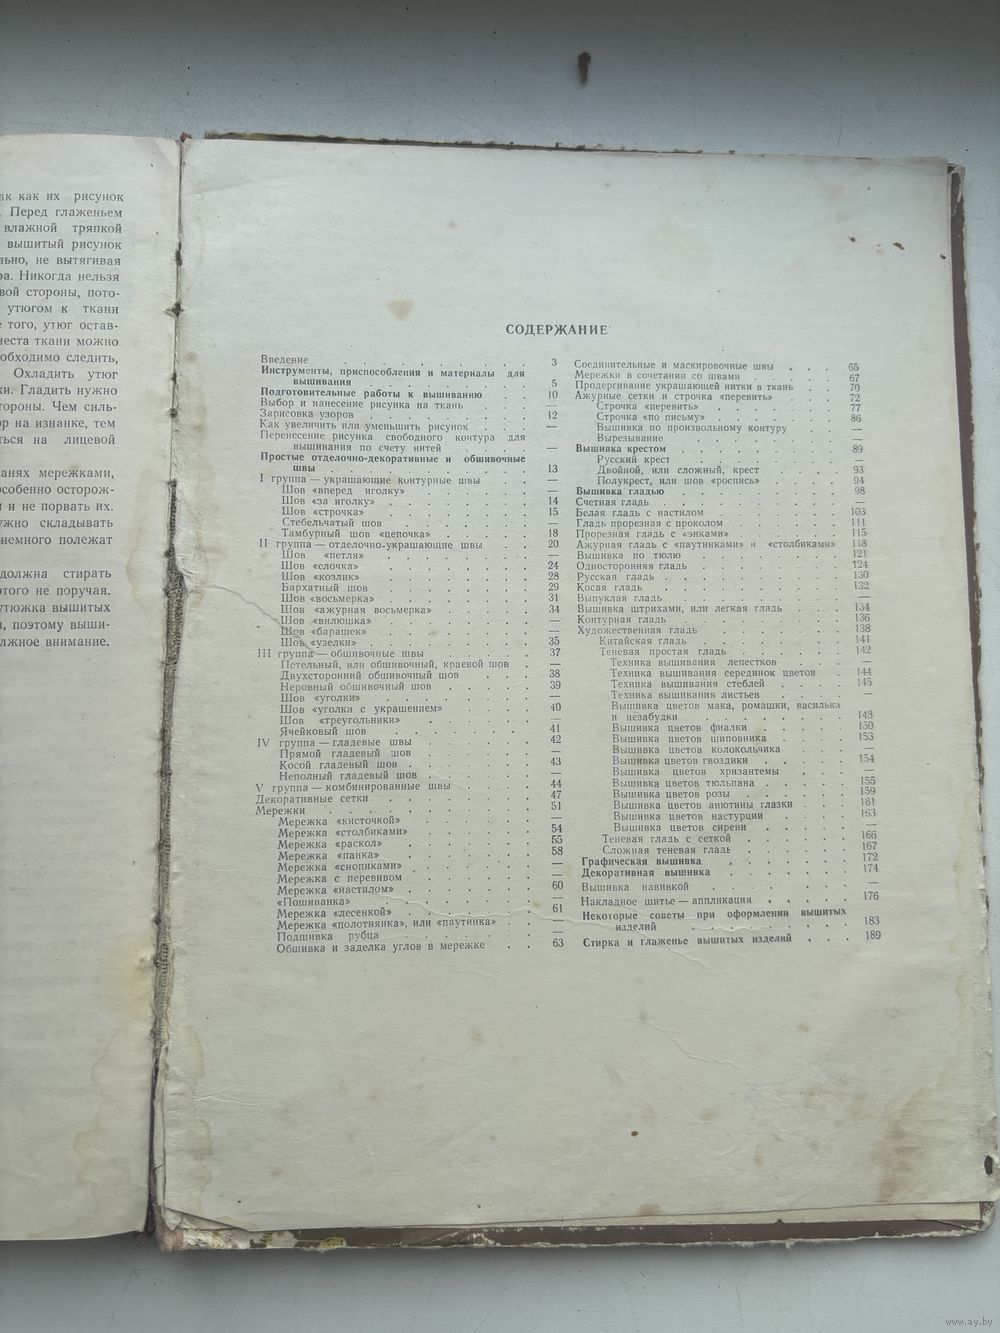 ак как их рисунок
Перед глаженьем
влажной тряпкой
вышитый рисунок
льно, не вытягивая
ра. Никогда нельзя
вой стороны, пото-
утюгом к ткани
того, утюг остав-
места ткани можно
обходимо следить,
Охладить утюг
ки. Гладить нужно
тороны. Чем силь-
ор на изнанке, тем
ться на лицевой
анях мережками,
особенно осторож-
и и не порвать их.
ужно складывать
немного полежат
должна стирать
этого не поручая.
утюжка вышитых
и, поэтому выши-
лжное внимание.
СОДЕРЖАНИЕ
Введение . . . . . . . . 3
Инструменты, приспособления и материалы для
вышивания . . . . . . . 5
Подготовительные работы к вышиванию . . 10
Выбор и нанесение рисунка на ткань . . . —
Зарисовка узоров . . . . . . . 12
Как увеличить или уменьшить рисунок . . . —
Перенесение рисунка свободного контура для
вышивания по счету нитей . . . . —
Простые отделочно-декоративные и обшивочные
швы . . . . . . . . . 13
I группа — украшающие контурные швы . . —
Шов «вперед иголку» . . . . . —
Шов «за иголку» . . . . . . 14
Шов «строчка» . . . . . . . 15
Стебельчатый шов . . . . . . —
Тамбурный шов «цепочка» . . . . 18
II группа — отделочно-украшающие швы . . 20
Шов «петля» . . . . . . . —
Шов «елочка» . . . . . . . 24
Шов «козлик» . . . . . . . 28
Бархатный шов . . . . . . . 29
Шов «восьмерка» . . . . . . 31
Шов «ажурная восьмерка» . . . . 34
Шов «вилюшка» . . . . . . —
Шов «барашек» . . . . . . —
Шов «узелки» . . . . . . . 35
III группа — обшивочные швы . . . . 37
Петельный, или обшивочный, краевой шов . —
Двухсторонний обшивочный шов . . . 38
Неровный обшивочный шов . . . . 39
Шов «уголки» . . . . . . . —
Шов «уголки с украшением» . . . . 40
Шов «треугольники» . . . . . —
Ячейковый шов . . . . . . . 41
IV группа — гладевые швы . . . . . 42
Прямой гладевый шов . . . . . —
Косой гладевый шов . . . . . . 43
Неполный гладевый шов . . . . . —
V группа — комбинированные швы . . . 44
Декоративные сетки . . . . . . . 47
Мережки . . . . . . . . . 51
Мережка «кисточкой» . . . . . —
Мережка «столбиками» . . . . . 54
Мережка «раскол» . . . . . . 55
Мережка «панка» . . . . . . 58
Мережка «снопиками» . . . . . —
Мережка с перевивом . . . . . —
Мережка «настилом» . . . . . . 60
«Пошиванка» . . . . . . . —
Мережка «лесенкой» . . . . . . 61
Мережка «полотнянка», или «паутинка» . . —
Подшивка рубца . . . . . . —
Обшивка и заделка углов в мережке . . 63
Соединительные и маскировочные швы . . . 65
Мережки в сочетании со швами . . . . 67
Продергивание украшающей нитки в ткань . . 70
Ажурные сетки и строчка «перевить» . . . 72
Строчка «перевить» . . . . . . 77
Строчка «по письму» . . . . . . 86
Вышивка по произвольному контуру . . —
Вырезывание . . . . . . . —
Вышивка крестом . . . . . . . 89
Русский крест . . . . . . . —
Двойной, или сложный, крест . . . . 93
Полукрест, или шов «роспись» . . . . 94
Вышивка гладью . . . . . . . 98
Счетная гладь . . . . . . . . —
Белая гладь с настилом . . . . . . 103
Гладь прорезная с проколом . . . . . 111
Прорезная гладь с «энками» . . . . . 115
Ажурная гладь с «паутинками» и «столбиками» 118
Вышивка по тюлю . . . . . . . 121
Односторонняя гладь . . . . . . . 124
Русская гладь . . . . . . . . 130
Косая гладь . . . . . . . . 132
Выпуклая гладь . . . . . . . —
Вышивка штрихами, или легкая гладь . . . 134
Контурная гладь . . . . . . . 136
Художественная гладь . . . . . . 138
Китайская гладь . . . . . . . 141
Теневая простая гладь . . . . . 142
Техника вышивания лепестков . . . —
Техника вышивания серединок цветов . 144
Техника вышивания стеблей . . . . 145
Техника вышивания листьев . . . . —
Вышивка цветов мака, ромашки, василька
и незабудки . . . . . . . 148
Вышивка цветов фиалки . . . . 150
Вышивка цветов шиповника . . . . 153
Вышивка цветов колокольчика . . . —
Вышивка цветов гвоздики . . . . 154
Вышивка цветов хризантемы . . . —
Вышивка цветов тюльпана . . . . 155
Вышивка цветов розы . . . . . 159
Вышивка цветов анютины глазки . . . 161
Вышивка цветов настурции . . . . 163
Вышивка цветов сирени . . . . —
Теневая гладь с сеткой . . . . . 166
Сложная теневая гладь . . . . . 167
Графическая вышивка . . . . . . 172
Декоративная вышивка . . . . . . 174
Вышивка навивкой . . . . . . . —
Накладное шитье — аппликация . . . . . 176
Некоторые советы при оформлении вышитых
изделий . . . . . . . . 183
Стирка и глаженье вышитых изделий . . . 189
www.ay.by